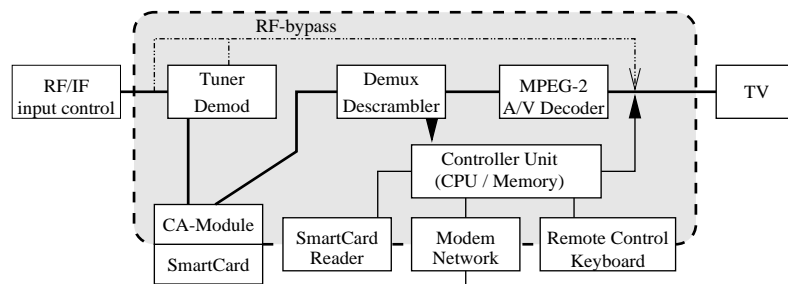 RF-bypass
RF/IF
input control
Tuner
Demod
Demux
Descrambler
MPEG-2
A/V Decoder
TV
Controller Unit
(CPU / Memory)
CA-Module
SmartCard
SmartCard
Reader
Modem
Network
Remote Control
Keyboard